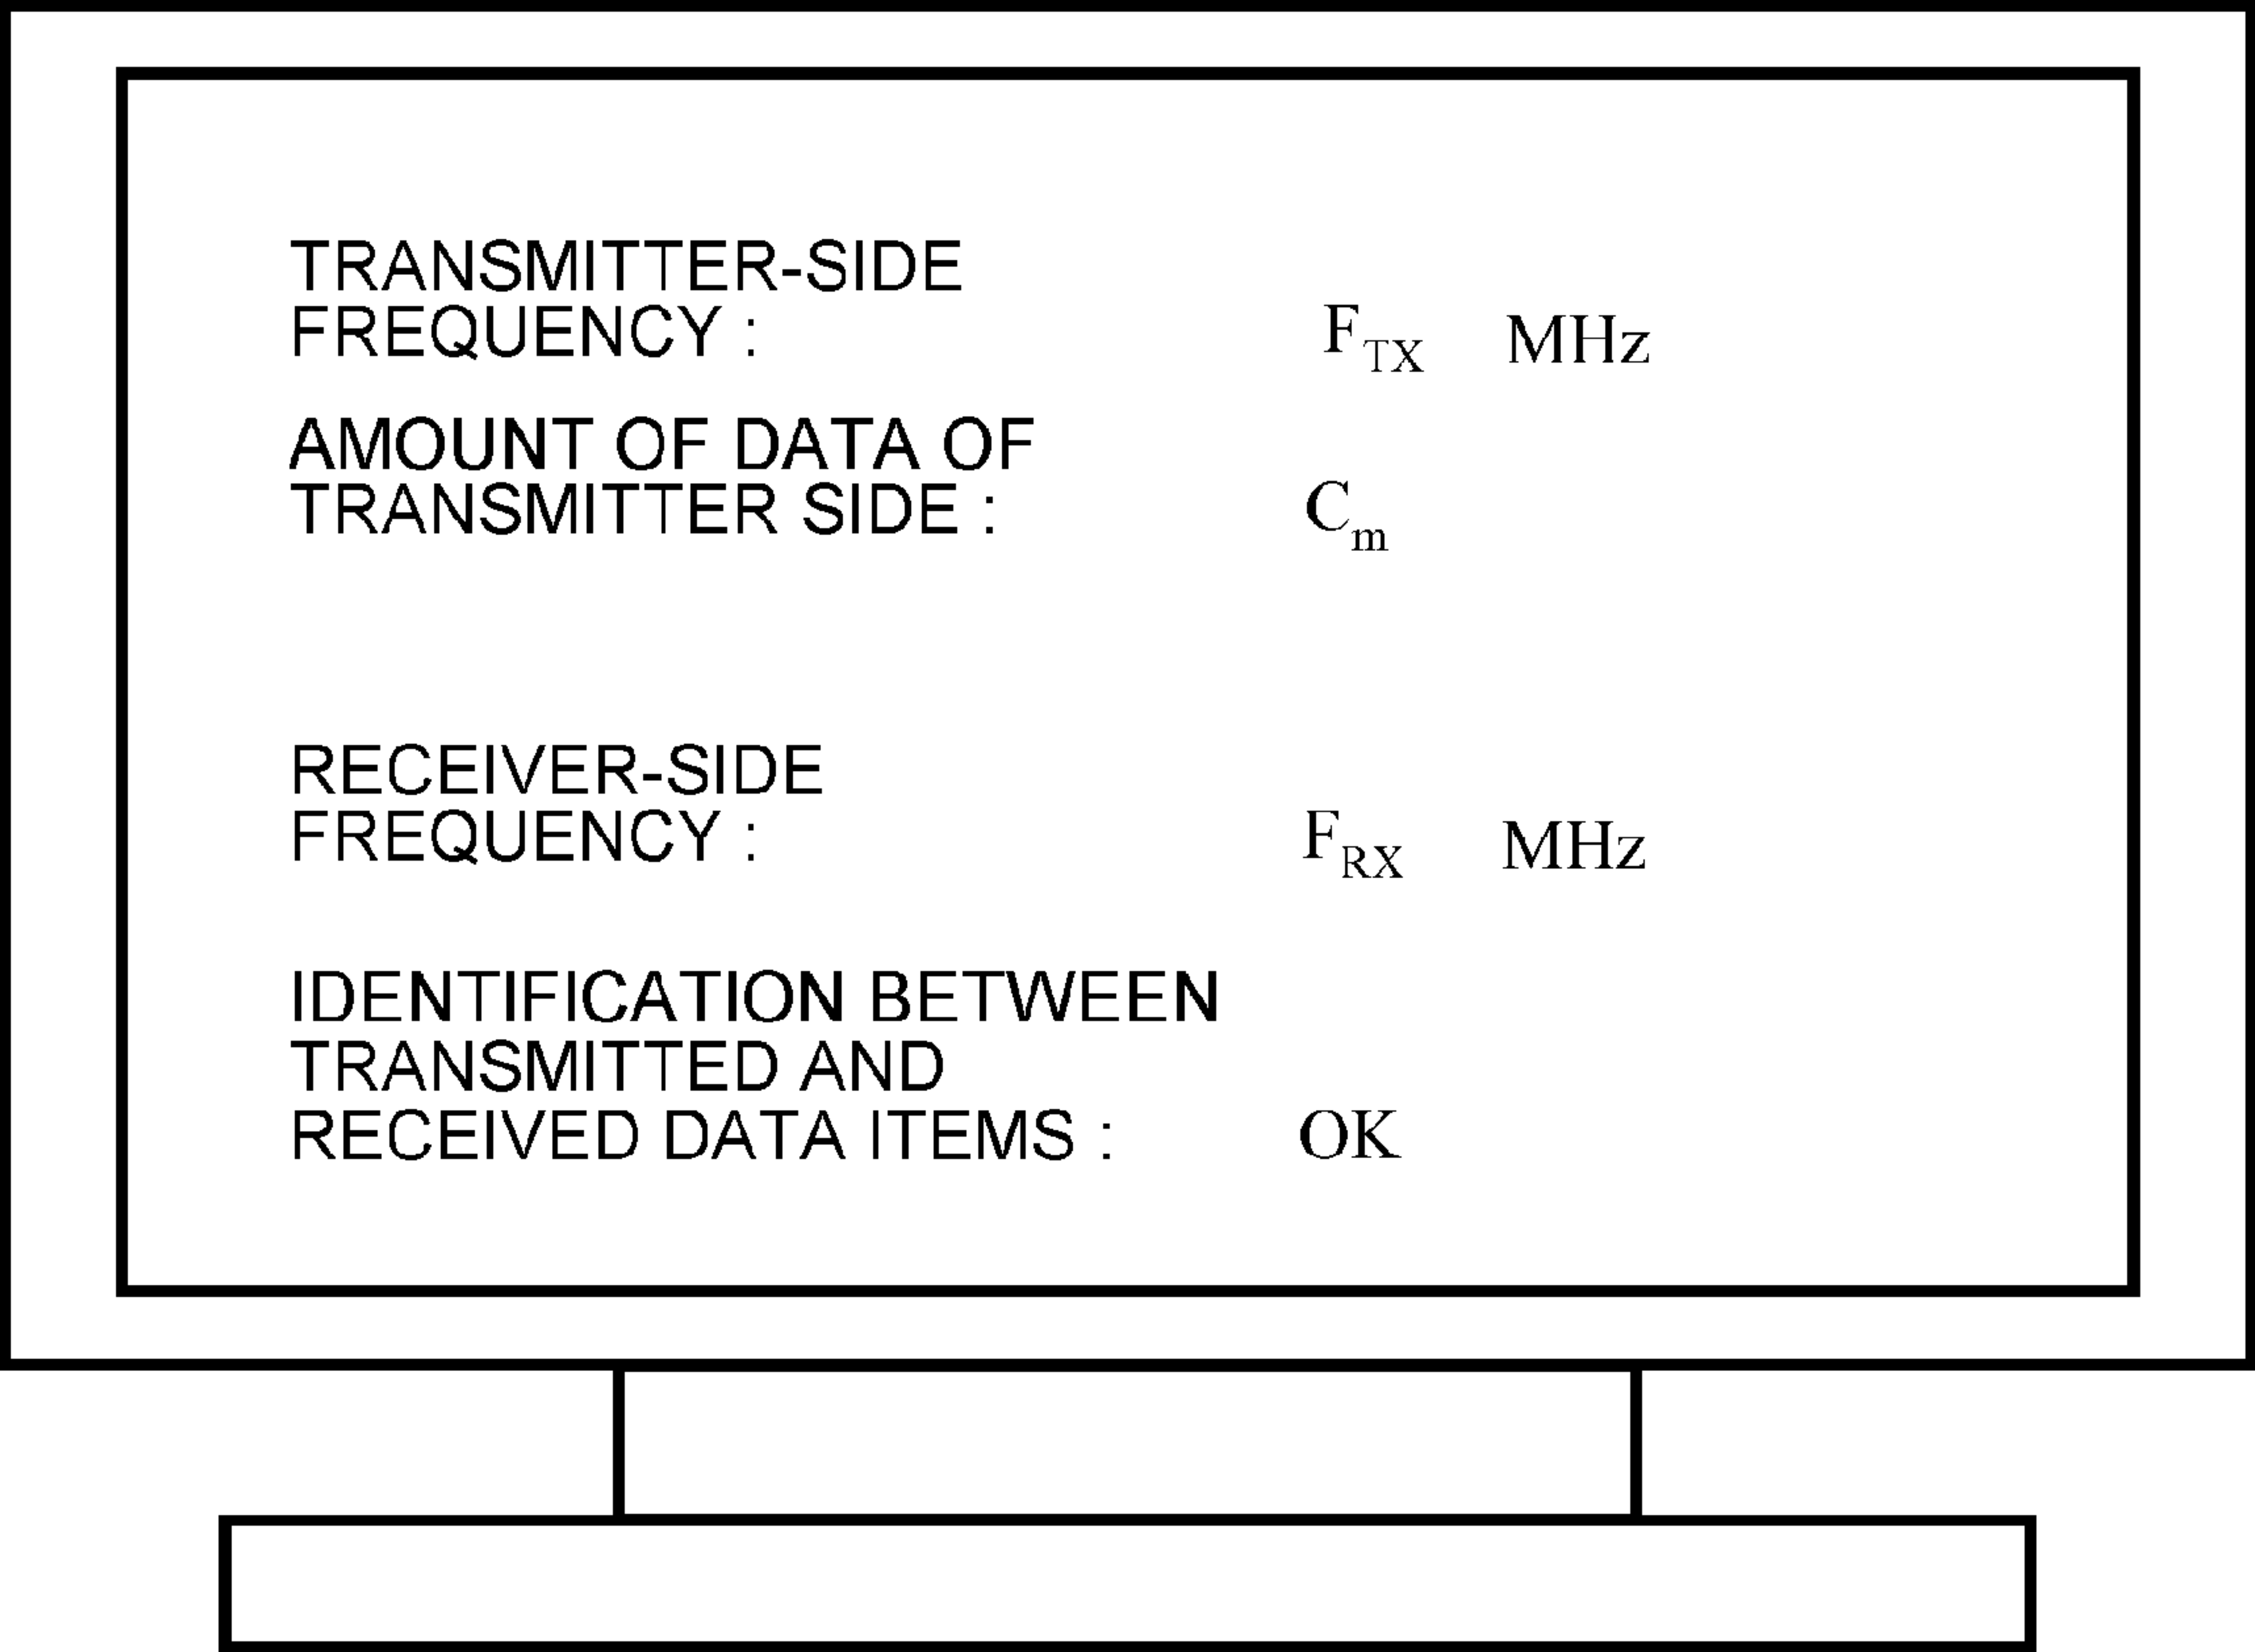 TRANSMITTER-SIDE
FREQUENCY : F_TX MHz
AMOUNT OF DATA OF
TRANSMITTER SIDE : C_m
RECEIVER-SIDE
FREQUENCY : F_RX MHz
IDENTIFICATION BETWEEN
TRANSMITTED AND
RECEIVED DATA ITEMS : OK